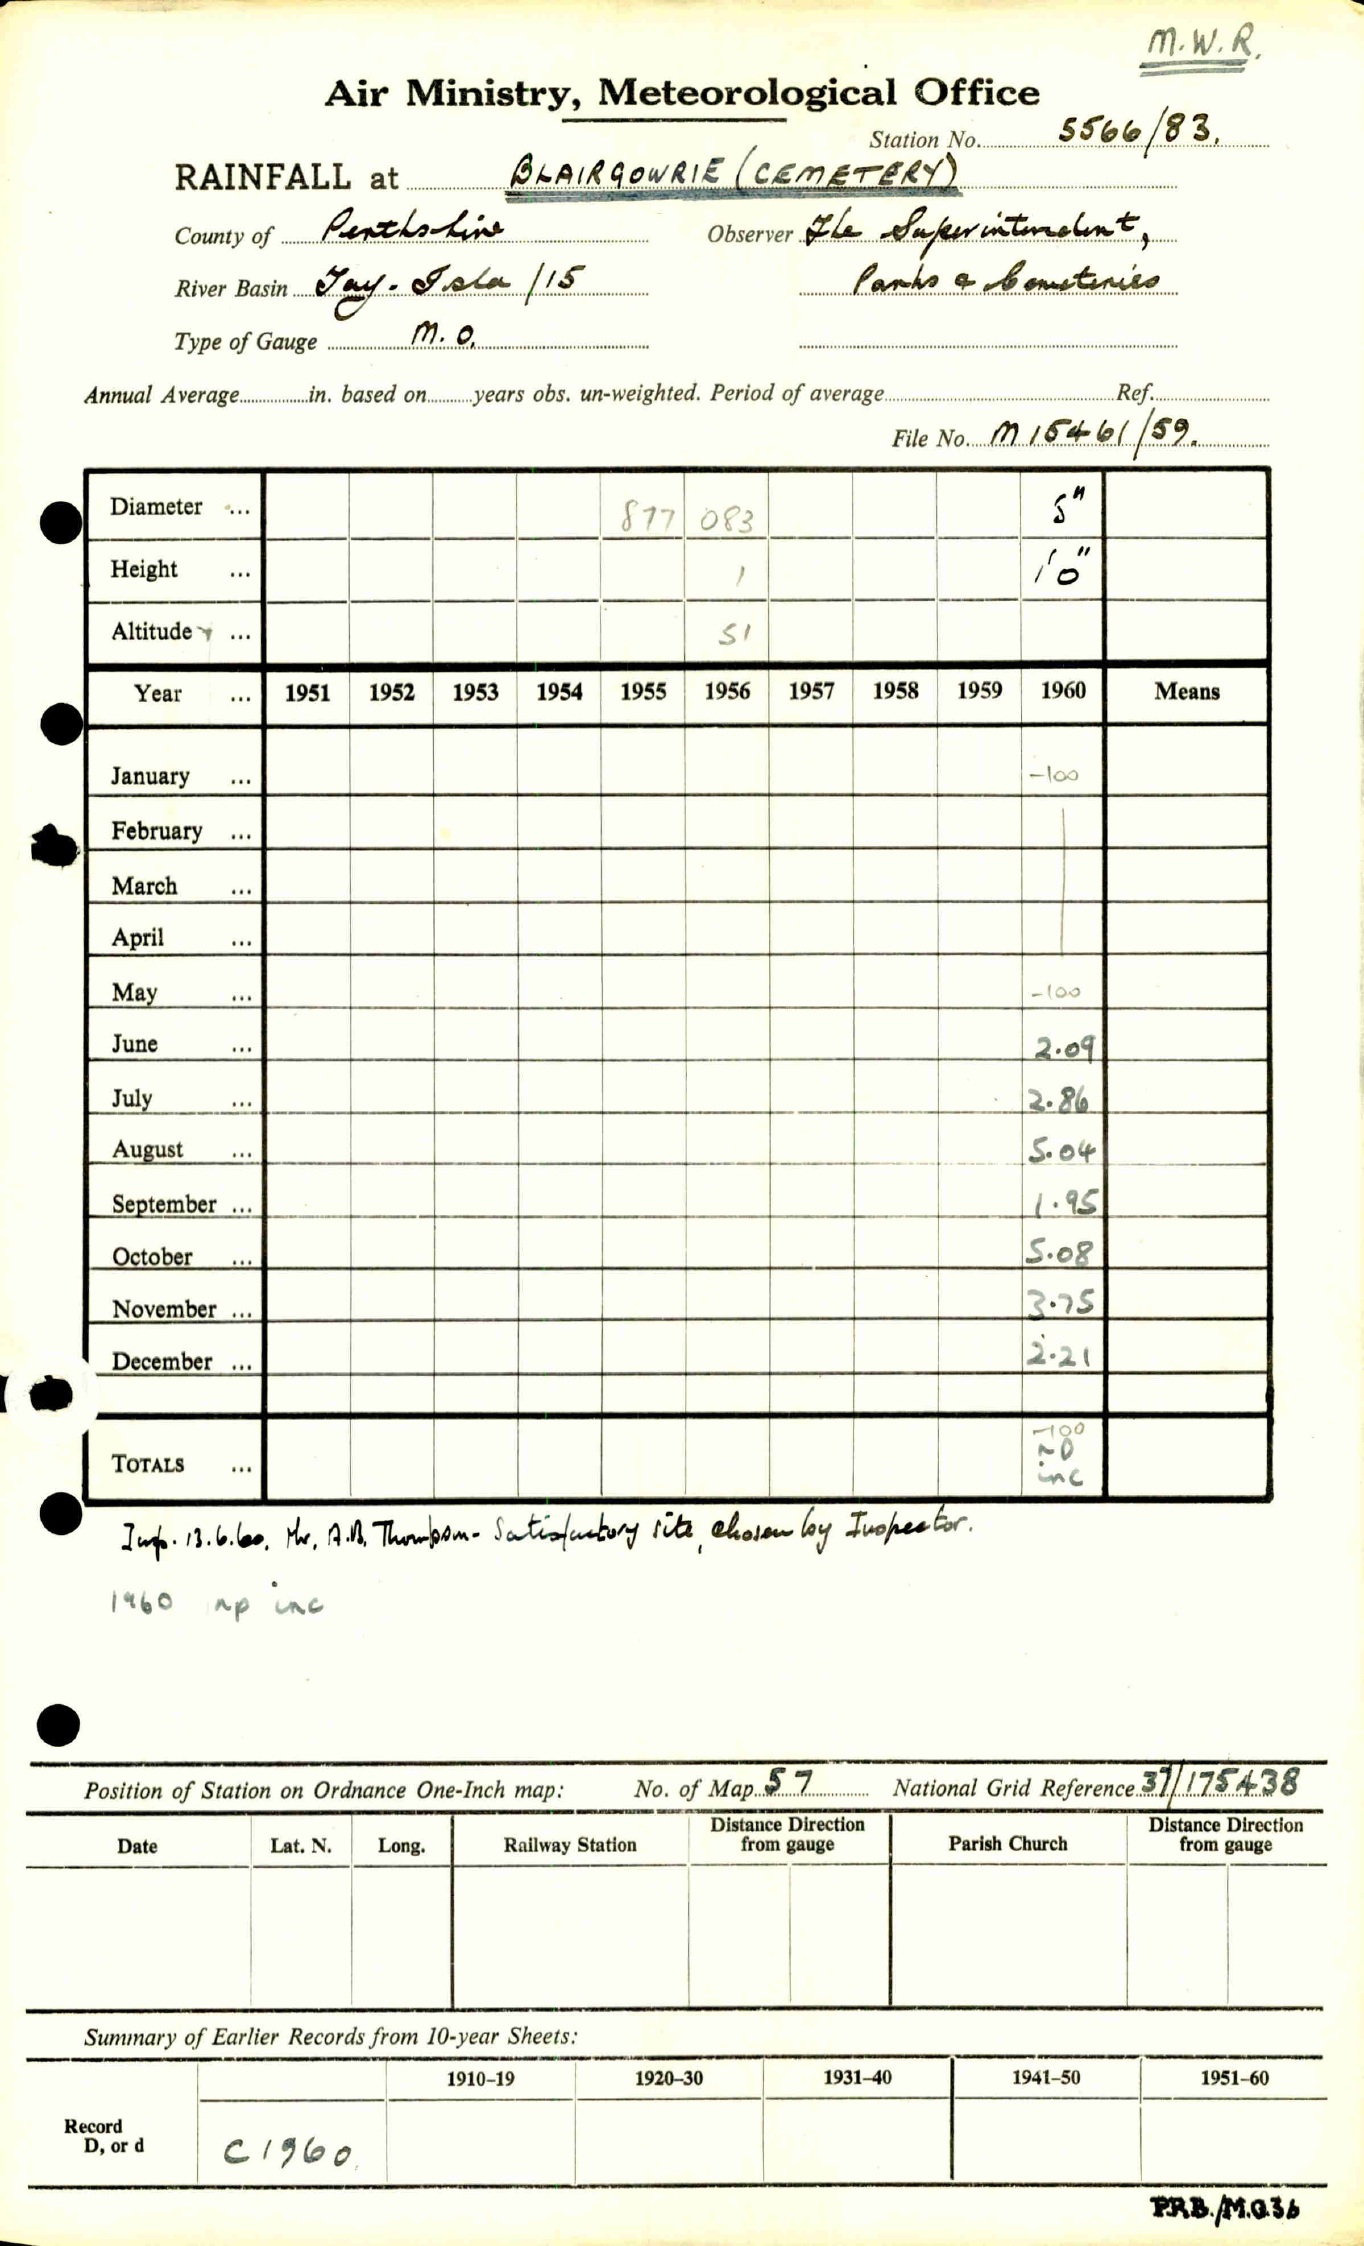 M.W.R.
Air Ministry, Meteorological Office
Station No. 5566/83.
RAINFALL at BLAIRGOWRIE (CEMETERY)
County of Perthshire Observer The Superintendent,
River Basin Tay-Isla /15 Parks & Cemeteries
Type of Gauge M.O.
Annual Average in. based on years obs. un-weighted. Period of average Ref.
File No. M15461/59.
Diameter ... 877 083 5"
Height ... 1 1'0"
Altitude ... 51
Year ... 1951 1952 1953 1954 1955 1956 1957 1958 1959 1960 Means
January ... -100
February ...
March ...
April ...
May ... -100
June ... 2.09
July ... 2.86
August ... 5.04
September ... 1.95
October ... 5.08
November ... 3.75
December ... 2.21
-100
TOTALS ... np
inc
Insp. 13.6.60. Mr. A.B. Thompson - Satisfactory site, chosen by Inspector.
1960 np inc
Position of Station on Ordnance One-Inch map: No. of Map 57 National Grid Reference 37/175438
Date Lat. N. Long. Railway Station Distance Direction from gauge Parish Church Distance Direction from gauge
Summary of Earlier Records from 10-year Sheets:
1910-19 1920-30 1931-40 1941-50 1951-60
Record
D, or d C1960
P.R.B./M.O.36